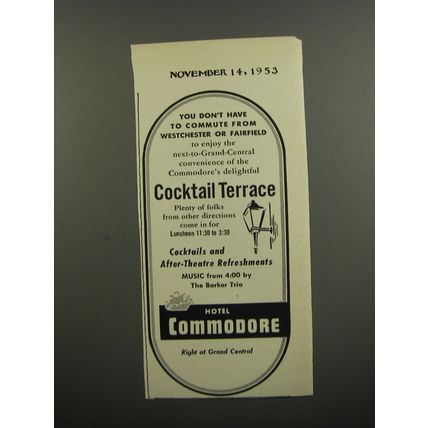 NOVEMBER 14, 1953
YOU DON'T HAVE
TO COMMUTE FROM
WESTCHESTER OR FAIRFIELD
to enjoy the
next-to-Grand-Central
convenience of the
Commodore's delightful
Cocktail Terrace
Plenty of folks
from other directions
come in for
Luncheon 11:30 to 3:30
Cocktails and
After-Theatre Refreshments
MUSIC from 4:00 by
The Barker Trio
HOTEL
COMMODORE
Right at Grand Central